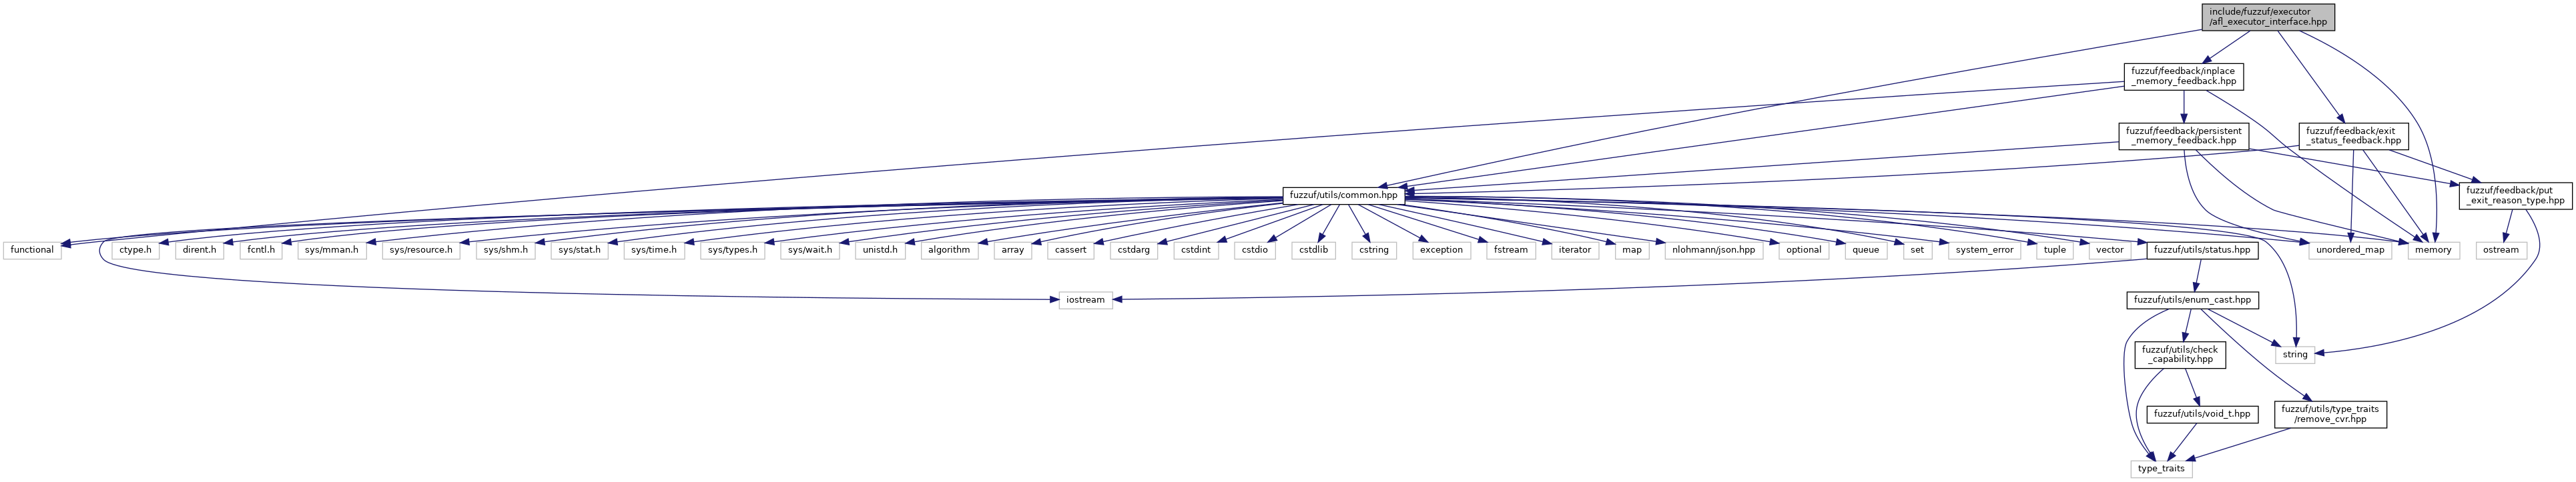 include/fuzzuf/executor
/afl_executor_interface.hpp
fuzzuf/feedback/inplace
_memory_feedback.hpp
fuzzuf/feedback/persistent
_memory_feedback.hpp
fuzzuf/feedback/exit
_status_feedback.hpp
fuzzuf/utils/common.hpp
fuzzuf/feedback/put
_exit_reason_type.hpp
functional
ctype.h
dirent.h
fcntl.h
sys/mman.h
sys/resource.h
sys/shm.h
sys/stat.h
sys/time.h
sys/types.h
sys/wait.h
unistd.h
algorithm
array
cassert
cstdarg
cstdint
cstdio
cstdlib
cstring
exception
fstream
iterator
map
nlohmann/json.hpp
optional
queue
set
system_error
tuple
vector
fuzzuf/utils/status.hpp
unordered_map
memory
ostream
iostream
fuzzuf/utils/enum_cast.hpp
fuzzuf/utils/check
_capability.hpp
string
fuzzuf/utils/void_t.hpp
fuzzuf/utils/type_traits
/remove_cvr.hpp
type_traits